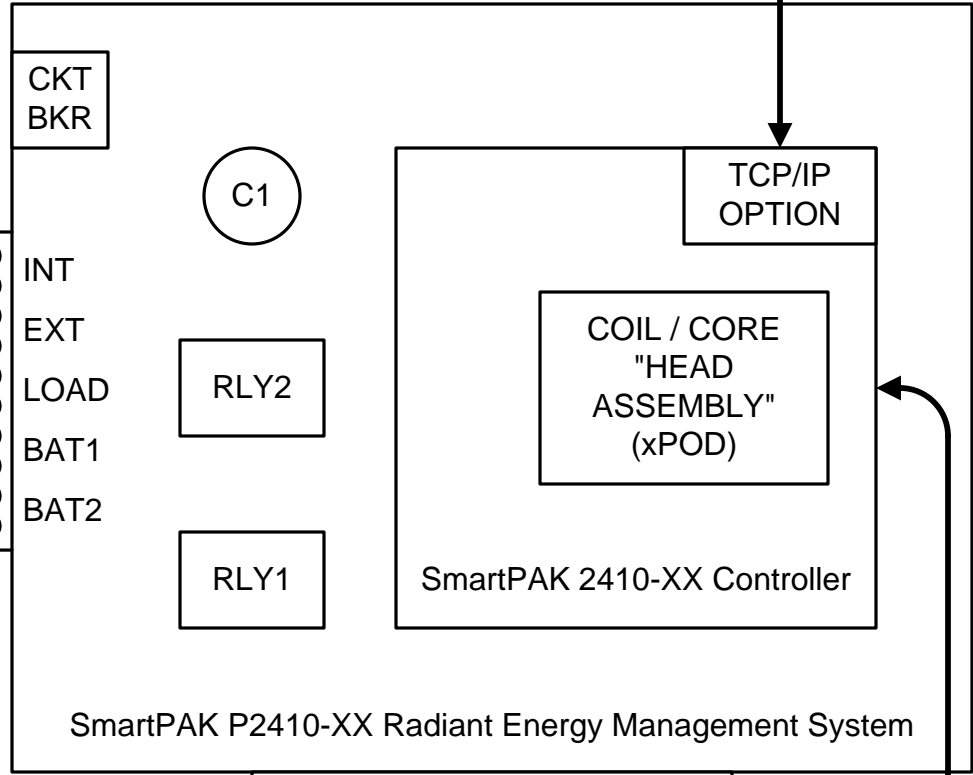 CKT
BKR
C1
TCP/IP
OPTION
INT
EXT
LOAD
BAT1
BAT2
RLY2
COIL / CORE
"HEAD
ASSEMBLY"
(xPOD)
RLY1
SmartPAK 2410-XX Controller
SmartPAK P2410-XX Radiant Energy Management System